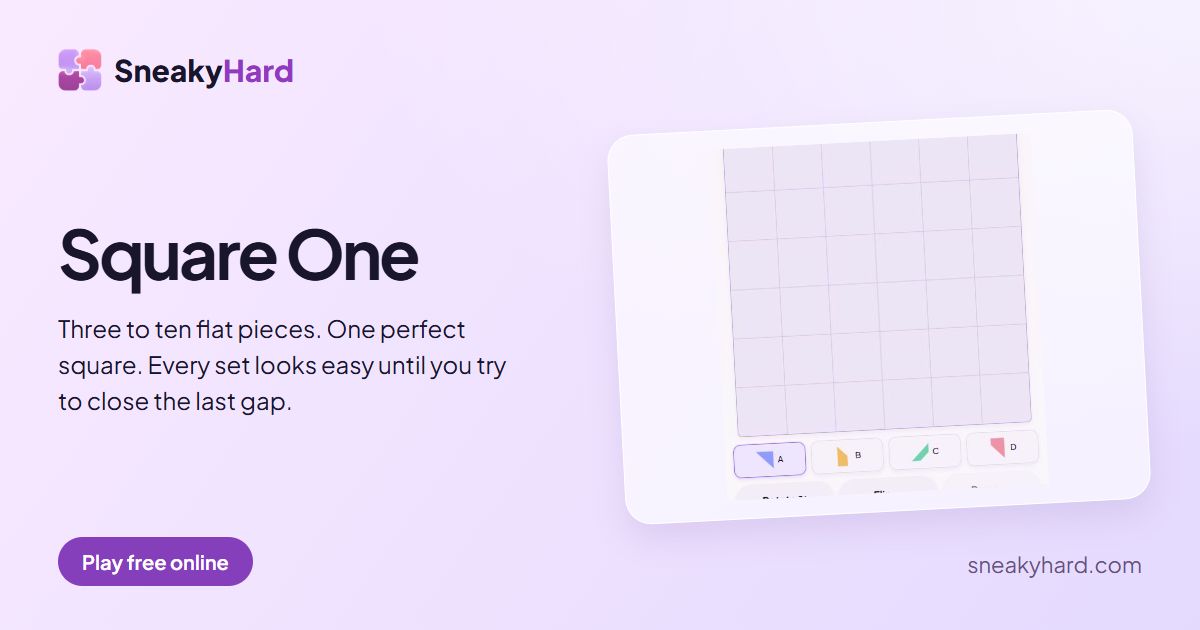 SneakyHard
Square One
Three to ten flat pieces. One perfect
square. Every set looks easy until you try
to close the last gap.
A
B
C
D
Play free online
sneakyhard.com